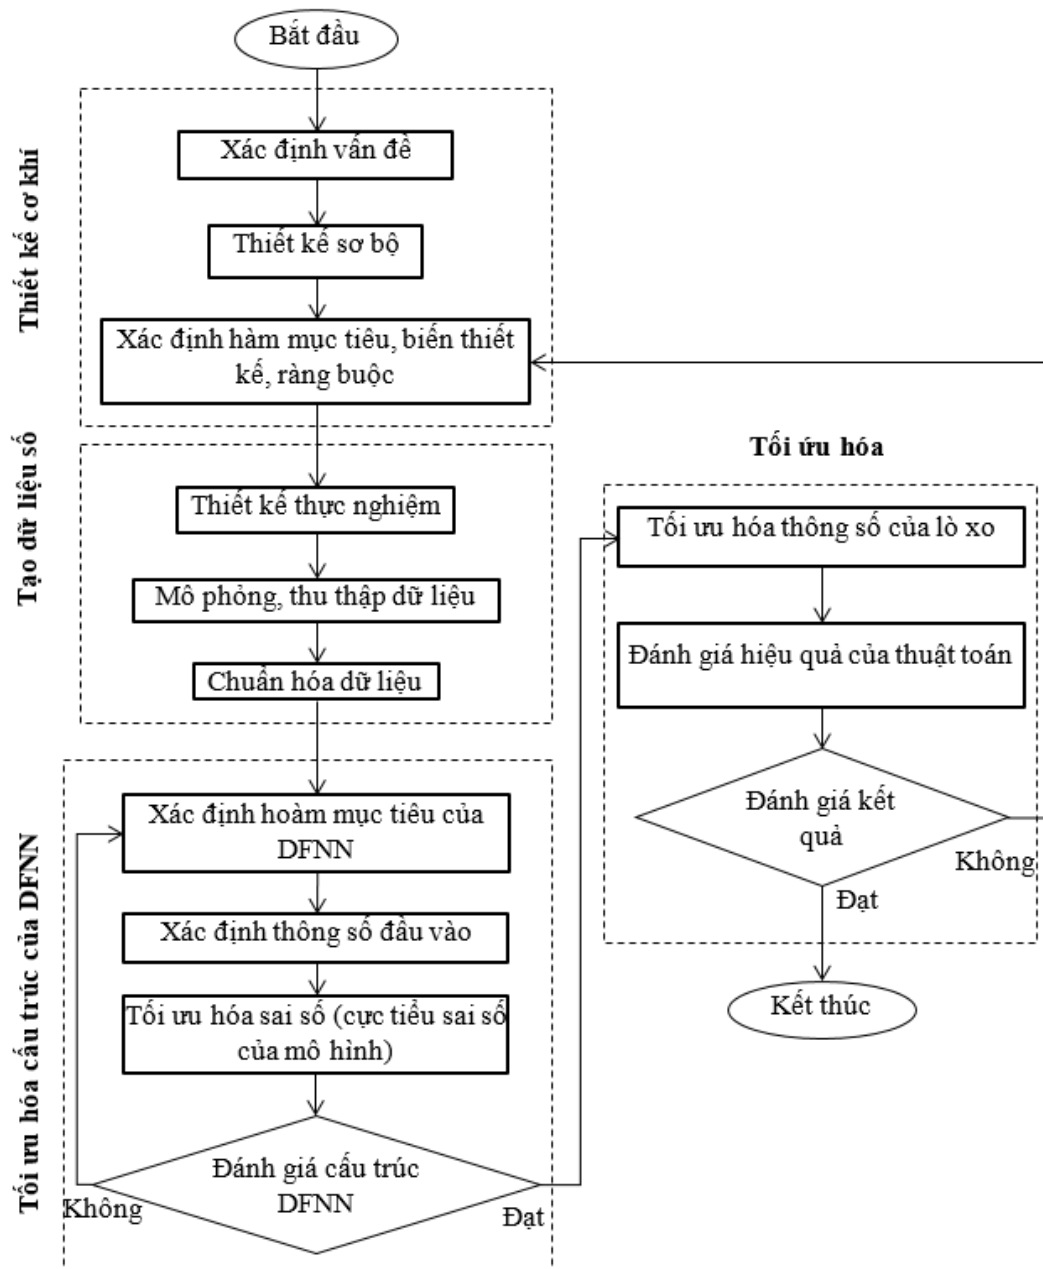 Bắt đầu
Thiết kế cơ khí
Xác định vấn đề
Thiết kế sơ bộ
Xác định hàm mục tiêu, biến thiết
kế, ràng buộc
Tạo dữ liệu số
Thiết kế thực nghiệm
Mô phỏng, thu thập dữ liệu
Chuẩn hóa dữ liệu
Tối ưu hóa cấu trúc của DFNN
Xác định hoàm mục tiêu của
DFNN
Xác định thông số đầu vào
Tối ưu hóa sai số (cực tiểu sai số
của mô hình)
Đánh giá cấu trúc
DFNN
Không
Đạt
Tối ứu hóa
Tối ưu hóa thông số của lò xo
Đánh giá hiệu quả của thuật toán
Đánh giá kết
quả
Không
Đạt
Kết thúc